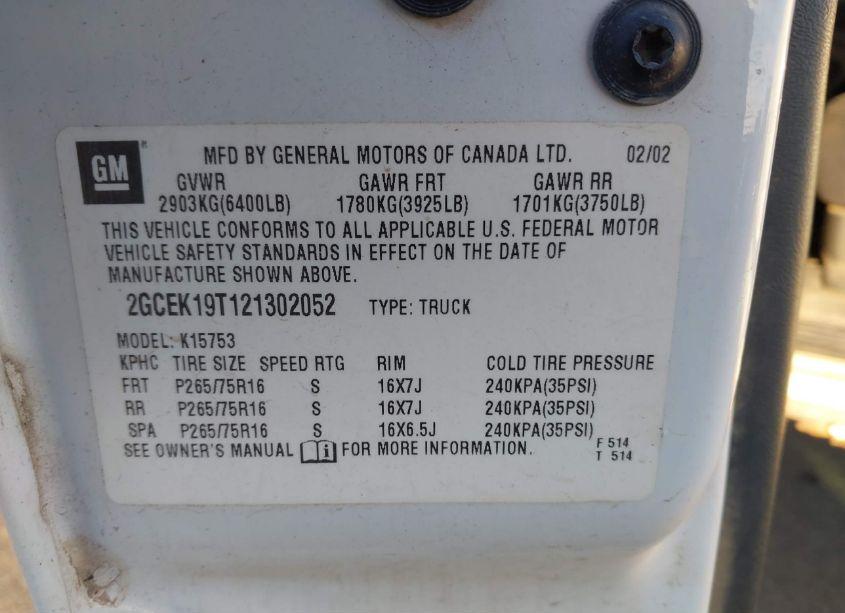 GM
MFD BY GENERAL MOTORS OF CANADA LTD. 02/02
GVWR GAWR FRT GAWR RR
2903KG(6400LB) 1780KG(3925LB) 1701KG(3750LB)
THIS VEHICLE CONFORMS TO ALL APPLICABLE U.S. FEDERAL MOTOR
VEHICLE SAFETY STANDARDS IN EFFECT ON THE DATE OF
MANUFACTURE SHOWN ABOVE.
2GCEK19T121302052 TYPE: TRUCK
MODEL: K15753
KPHC TIRE SIZE SPEED RTG RIM COLD TIRE PRESSURE
FRT P265/75R16 S 16X7J 240KPA(35PSI)
RR P265/75R16 S 16X7J 240KPA(35PSI)
SPA P265/75R16 S 16X6.5J 240KPA(35PSI)
SEE OWNER'S MANUAL i FOR MORE INFORMATION.
F 514
T 514